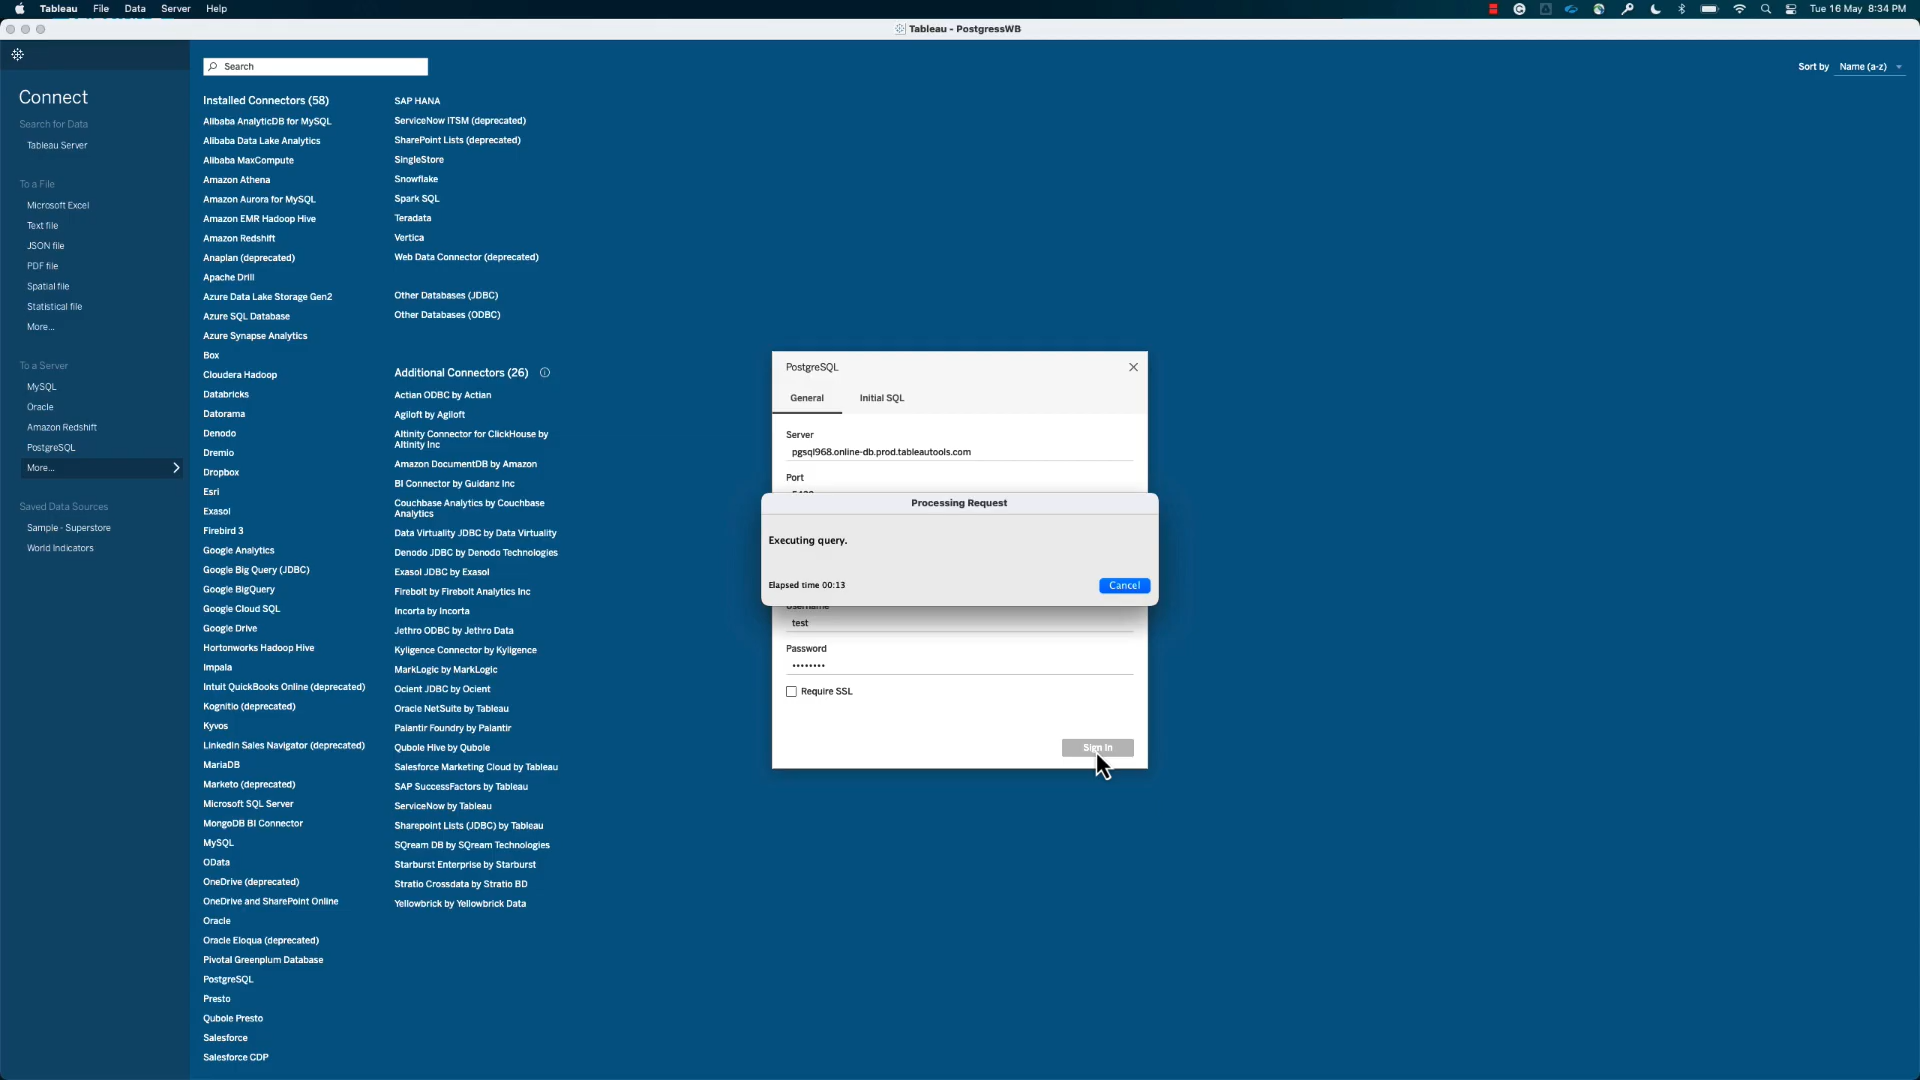 Tableau File Data Server Help
Tue 16 May 8:34 PM
Tableau - PostgressWB
Connect
Search for Data
Tableau Server
To a File
Microsoft Excel
Text file
JSON file
PDF file
Spatial file
Statistical file
More...
To a Server
MySQL
Oracle
Amazon Redshift
PostgreSQL
More...
Saved Data Sources
Sample - Superstore
World Indicators
Search
Sort by Name (a-z)
Installed Connectors (58)
Alibaba AnalyticDB for MySQL
Alibaba Data Lake Analytics
Alibaba MaxCompute
Amazon Athena
Amazon Aurora for MySQL
Amazon EMR Hadoop Hive
Amazon Redshift
Anaplan (deprecated)
Apache Drill
Azure Data Lake Storage Gen2
Azure SQL Database
Azure Synapse Analytics
Box
Cloudera Hadoop
Databricks
Datorama
Denodo
Dremio
Dropbox
Esri
Exasol
Firebird 3
Google Analytics
Google Big Query (JDBC)
Google BigQuery
Google Cloud SQL
Google Drive
Hortonworks Hadoop Hive
Impala
Intuit QuickBooks Online (deprecated)
Kognitio (deprecated)
Kyvos
LinkedIn Sales Navigator (deprecated)
MariaDB
Marketo (deprecated)
Microsoft SQL Server
MongoDB BI Connector
MySQL
OData
OneDrive (deprecated)
OneDrive and SharePoint Online
Oracle
Oracle Eloqua (deprecated)
Pivotal Greenplum Database
PostgreSQL
Presto
Qubole Presto
Salesforce
Salesforce CDP
SAP HANA
ServiceNow ITSM (deprecated)
SharePoint Lists (deprecated)
SingleStore
Snowflake
Spark SQL
Teradata
Vertica
Web Data Connector (deprecated)
Other Databases (JDBC)
Other Databases (ODBC)
Additional Connectors (26)
Actian ODBC by Actian
Agiloft by Agiloft
Altinity Connector for ClickHouse by
Altinity Inc
Amazon DocumentDB by Amazon
BI Connector by Guidanz Inc
Couchbase Analytics by Couchbase
Analytics
Data Virtuality JDBC by Data Virtuality
Denodo JDBC by Denodo Technologies
Exasol JDBC by Exasol
Firebolt by Firebolt Analytics Inc
Incorta by Incorta
Jethro ODBC by Jethro Data
Kyligence Connector by Kyligence
MarkLogic by MarkLogic
Ocient JDBC by Ocient
Oracle NetSuite by Tableau
Palantir Foundry by Palantir
Qubole Hive by Qubole
Salesforce Marketing Cloud by Tableau
SAP SuccessFactors by Tableau
ServiceNow by Tableau
Sharepoint Lists (JDBC) by Tableau
SQream DB by SQream Technologies
Starburst Enterprise by Starburst
Stratio Crossdata by Stratio BD
Yellowbrick by Yellowbrick Data
PostgreSQL
General Initial SQL
Server
pgsql968.online-db.prod.tableautools.com
Port
Processing Request
Executing query.
Elapsed time 00:13
Cancel
Username
test
Password
••••••••
Require SSL
Sign In